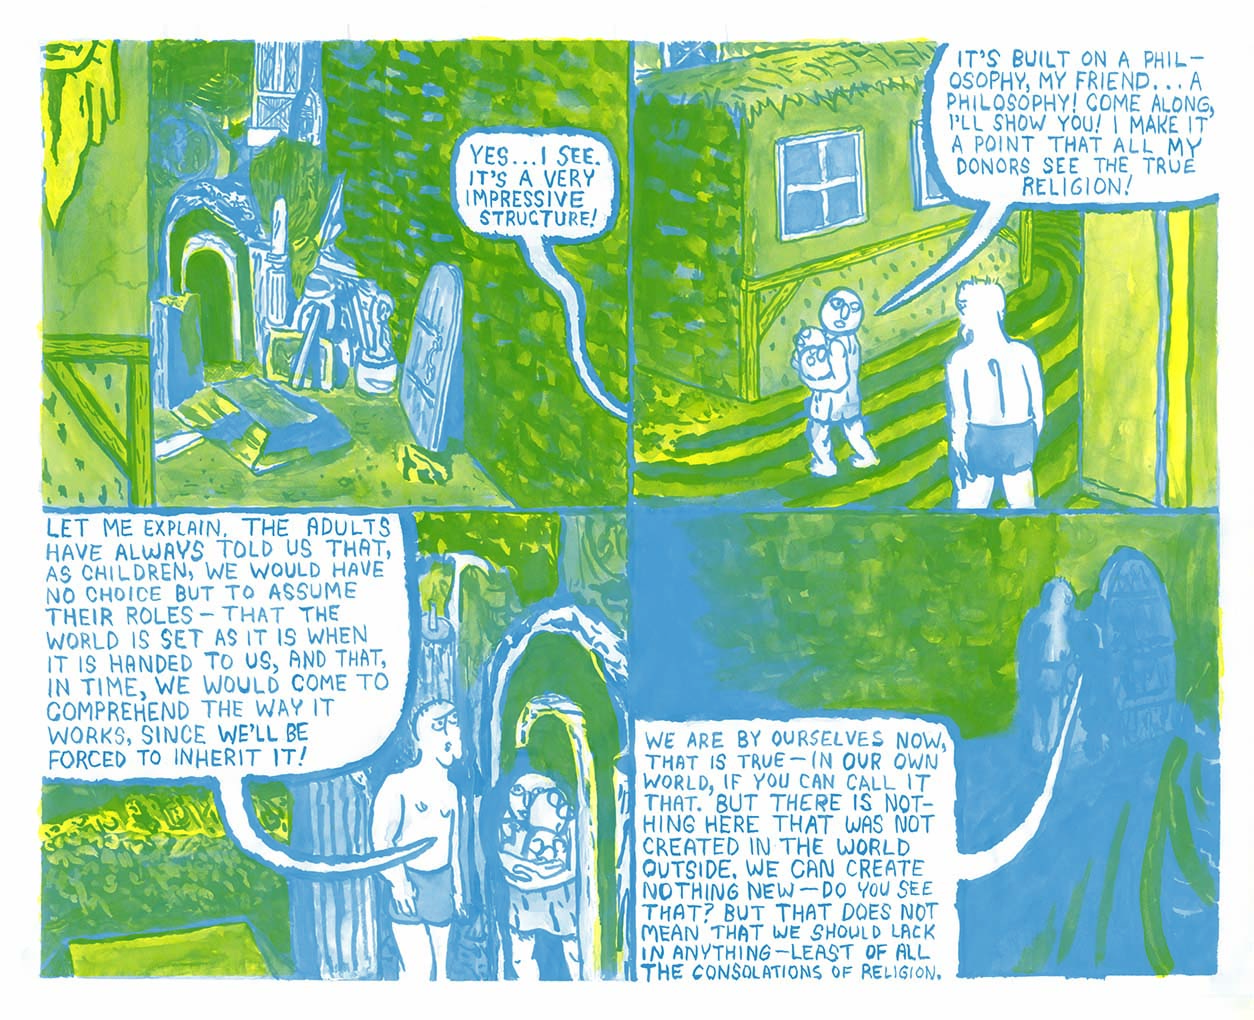 YES...I SEE.
IT'S A VERY
IMPRESSIVE
STRUCTURE!
IT'S BUILT ON A PHIL-
OSOPHY, MY FRIEND...A
PHILOSOPHY! COME ALONG,
I'LL SHOW YOU! I MAKE IT
A POINT THAT ALL MY
DONORS SEE THE TRUE
RELIGION!
LET ME EXPLAIN. THE ADULTS
HAVE ALWAYS TOLD US THAT,
AS CHILDREN, WE WOULD HAVE
NO CHOICE BUT TO ASSUME
THEIR ROLES - THAT THE
WORLD IS SET AS IT IS WHEN
IT IS HANDED TO US, AND THAT,
IN TIME, WE WOULD COME TO
COMPREHEND THE WAY IT
WORKS, SINCE WE'LL BE
FORCED TO INHERIT IT!
WE ARE BY OURSELVES NOW,
THAT IS TRUE - IN OUR OWN
WORLD, IF YOU CAN CALL IT
THAT. BUT THERE IS NOT-
HING HERE THAT WAS NOT
CREATED IN THE WORLD
OUTSIDE. WE CAN CREATE
NOTHING NEW - DO YOU SEE
THAT? BUT THAT DOES NOT
MEAN THAT WE SHOULD LACK
IN ANYTHING - LEAST OF ALL
THE CONSOLATIONS OF RELIGION.